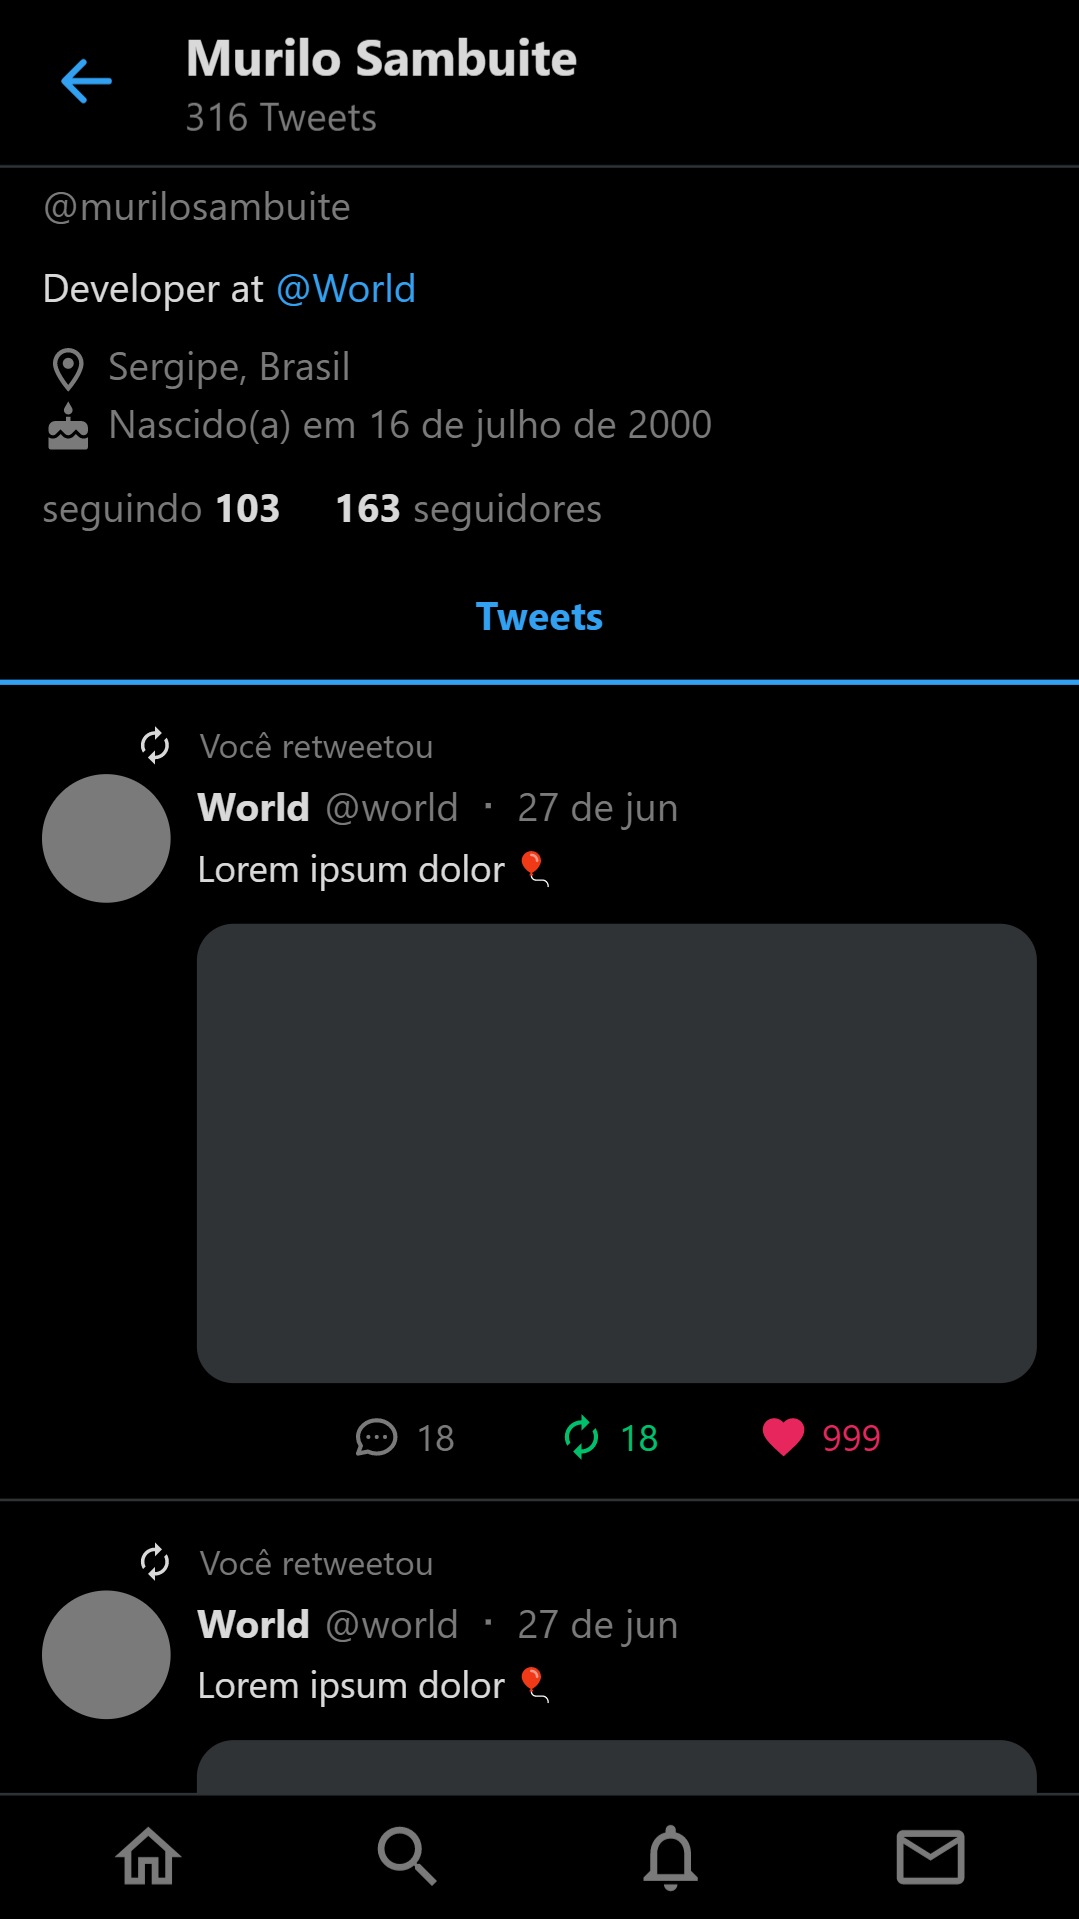 Murilo Sambuite
316 Tweets
@murilosambuite
Developer at @World
Sergipe, Brasil
Nascido(a) em 16 de julho de 2000
seguindo 103 163 seguidores
Tweets
Você retweetou
World @world · 27 de jun
Lorem ipsum dolor 🎈
18 18 999
Você retweetou
World @world · 27 de jun
Lorem ipsum dolor 🎈